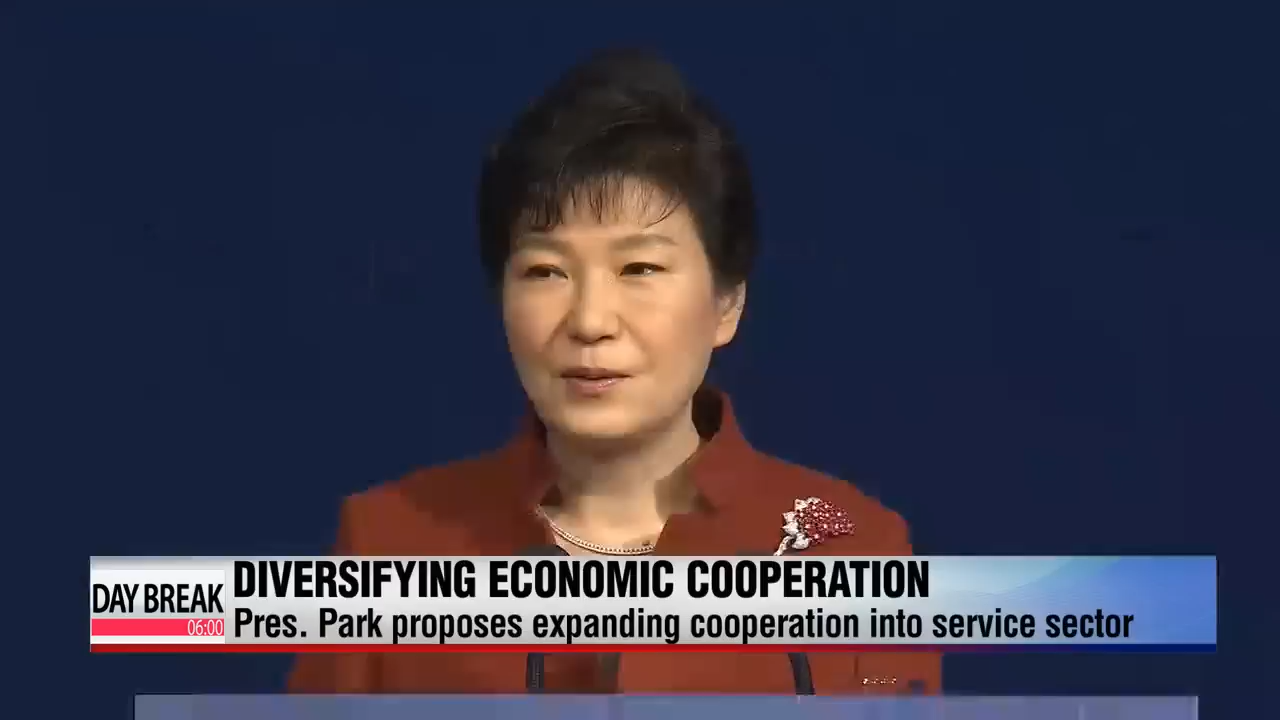 DIVERSIFYING ECONOMIC COOPERATION
DAY BREAK
Pres. Park proposes expanding cooperation into service sector
06:00